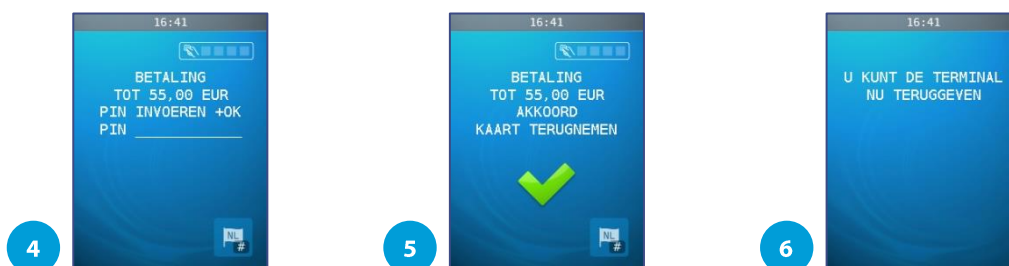 16:41
BETALING
TOT 55,00 EUR
PIN INVOEREN +OK
PIN
NL
#
4
16:41
BETALING
TOT 55,00 EUR
AKKOORD
KAART TERUGNEMEN
NL
#
5
16:41
U KUNT DE TERMINAL
NU TERUGGEVEN
6